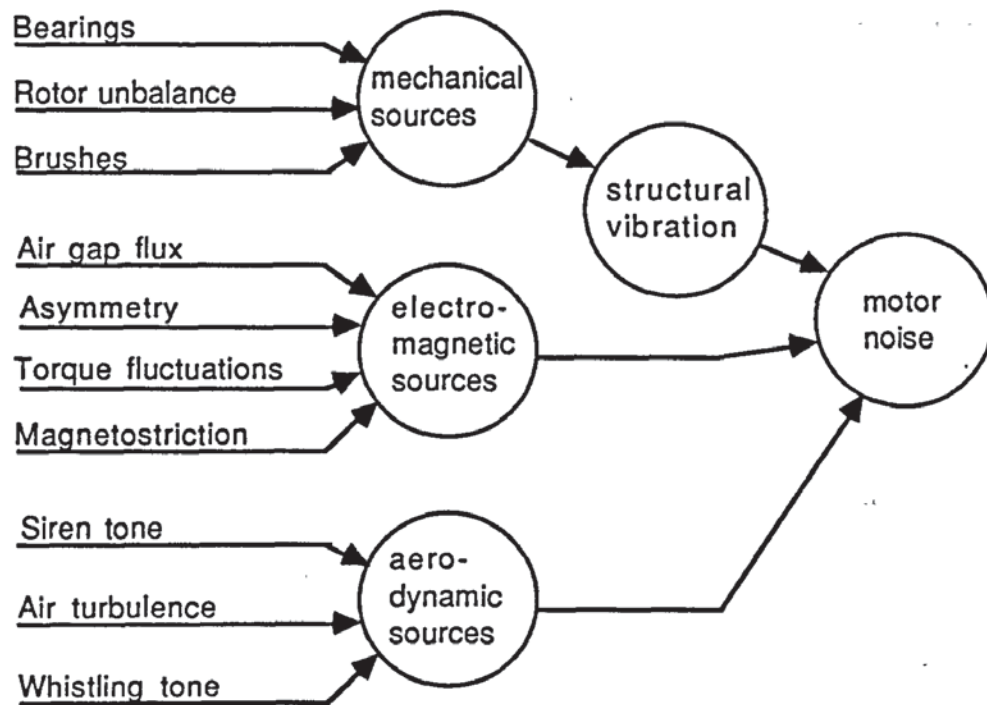 Bearings
Rotor unbalance
Brushes
mechanical
sources
structural
vibration
Air gap flux
Asymmetry
Torque fluctuations
Magnetostriction
electro-
magnetic
sources
motor
noise
Siren tone
Air turbulence
Whistling tone
aero-
dynamic
sources